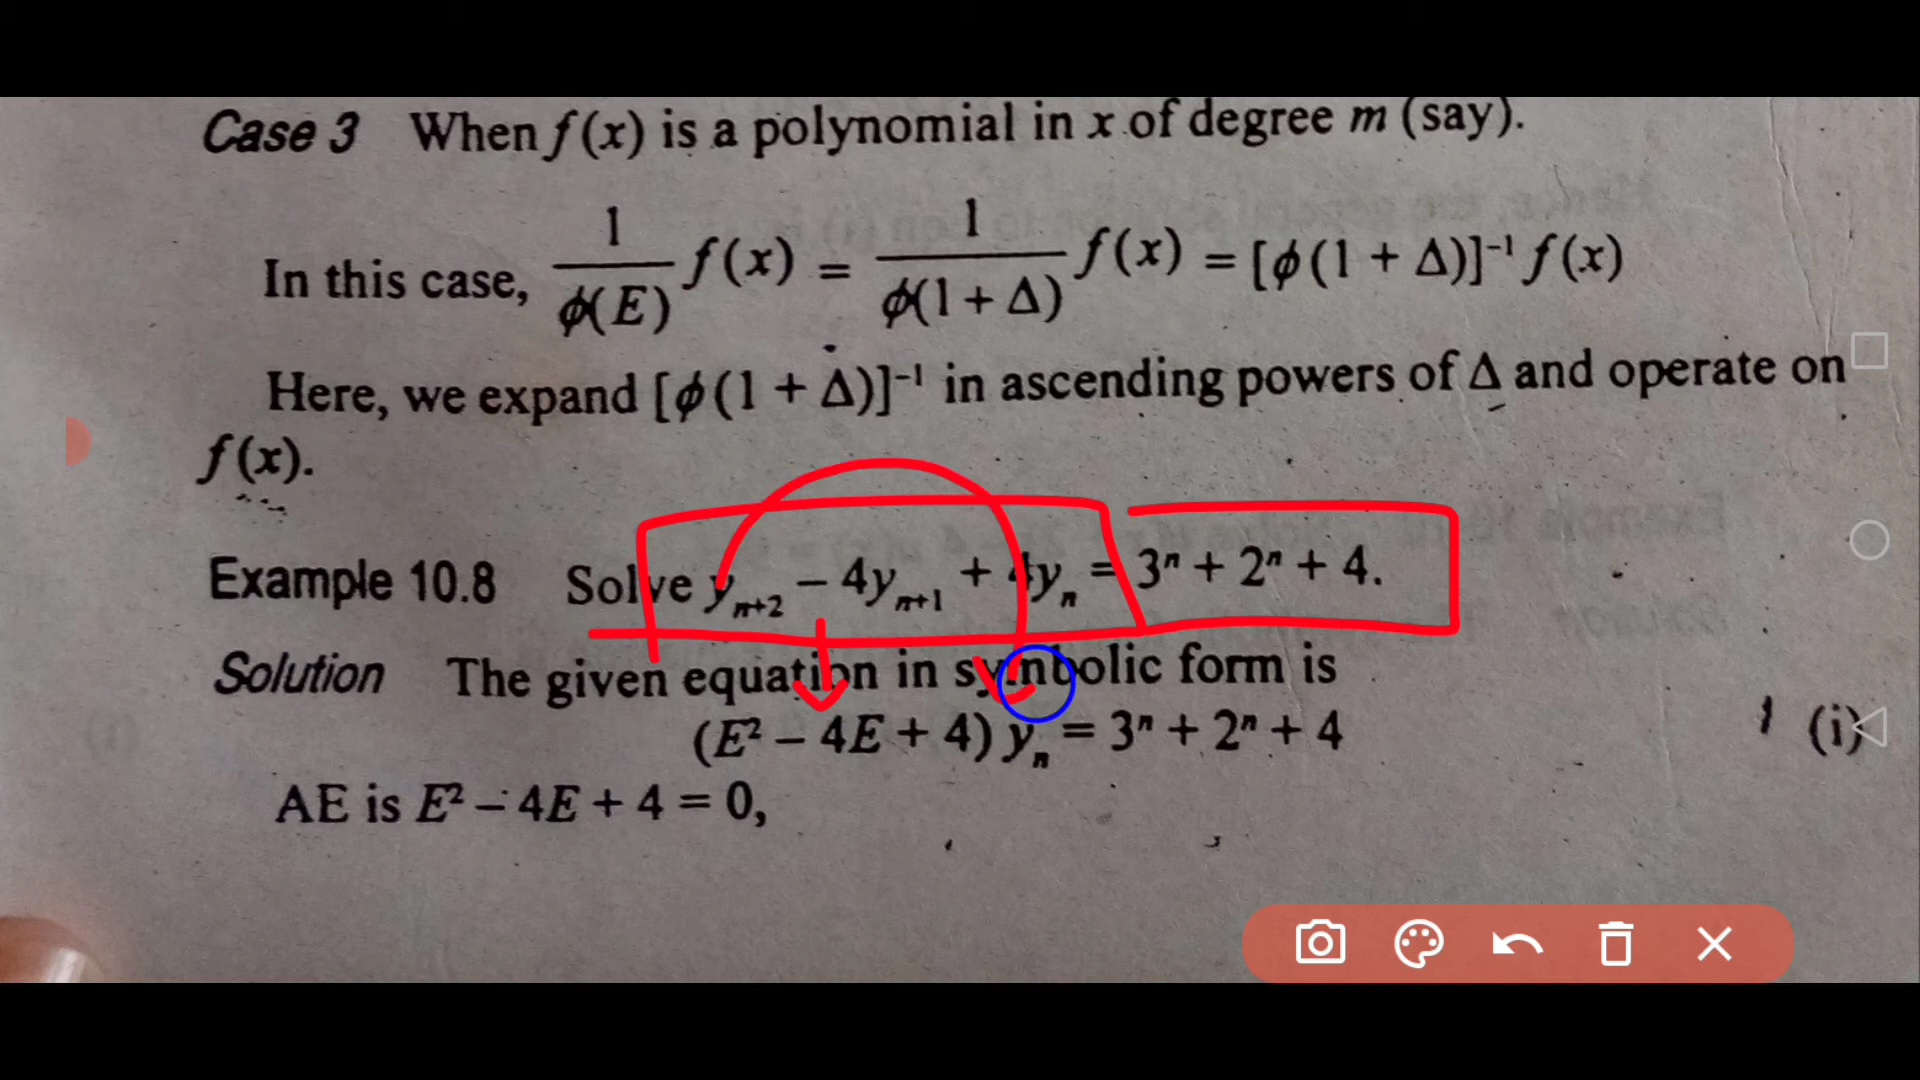 Case 3 When f(x) is a polynomial in x of degree m (say).
In this case, 1/ϕ(E) f(x) = 1/ϕ(1 + Δ) f(x) = [ϕ(1 + Δ)]⁻¹ f(x)
Here, we expand [ϕ(1 + Δ)]⁻¹ in ascending powers of Δ and operate on
f(x).
Example 10.8 Solve yₙ₊₂ – 4yₙ₊₁ + 4yₙ = 3ⁿ + 2ⁿ + 4.
Solution The given equation in symbolic form is
(E² – 4E + 4) yₙ = 3ⁿ + 2ⁿ + 4 (i)
AE is E² – 4E + 4 = 0,